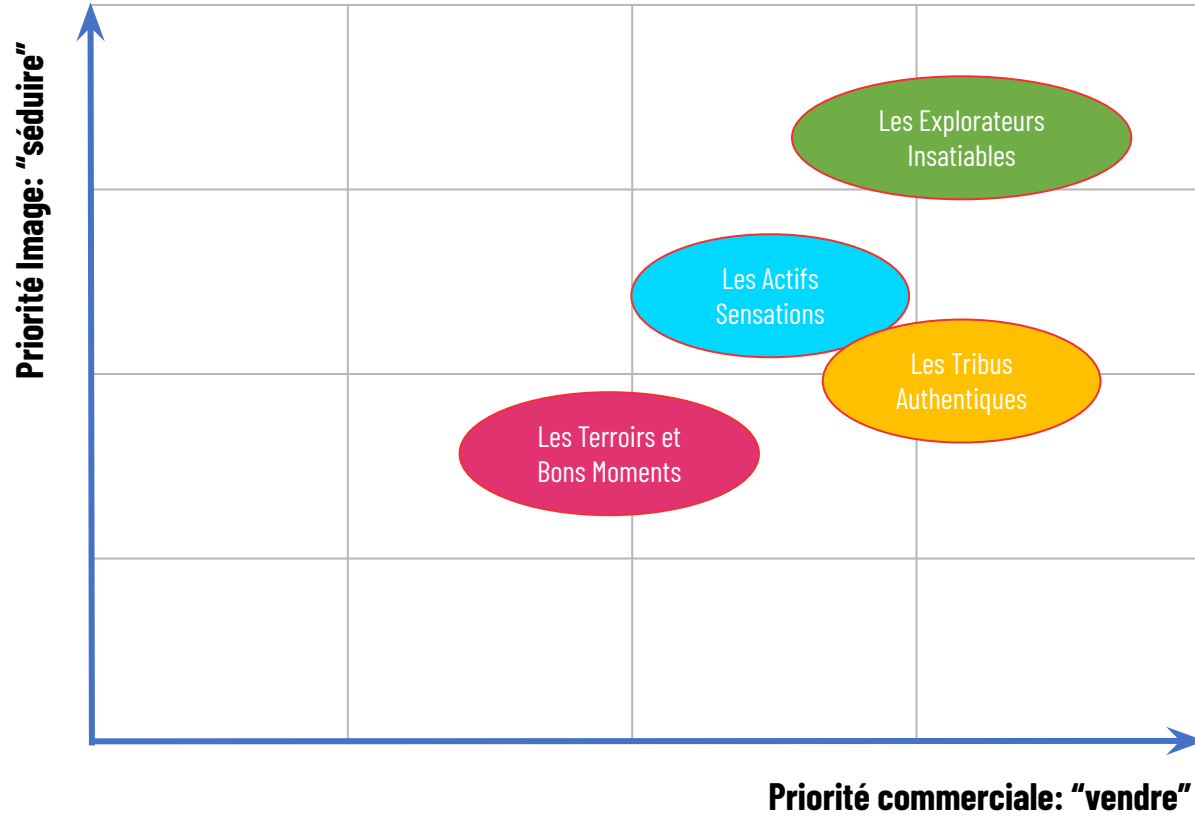 Priorité Image: “séduire”
Les Explorateurs
Insatiables
Les Actifs
Sensations
Les Tribus
Authentiques
Les Terroirs et
Bons Moments
Priorité commerciale: “vendre”